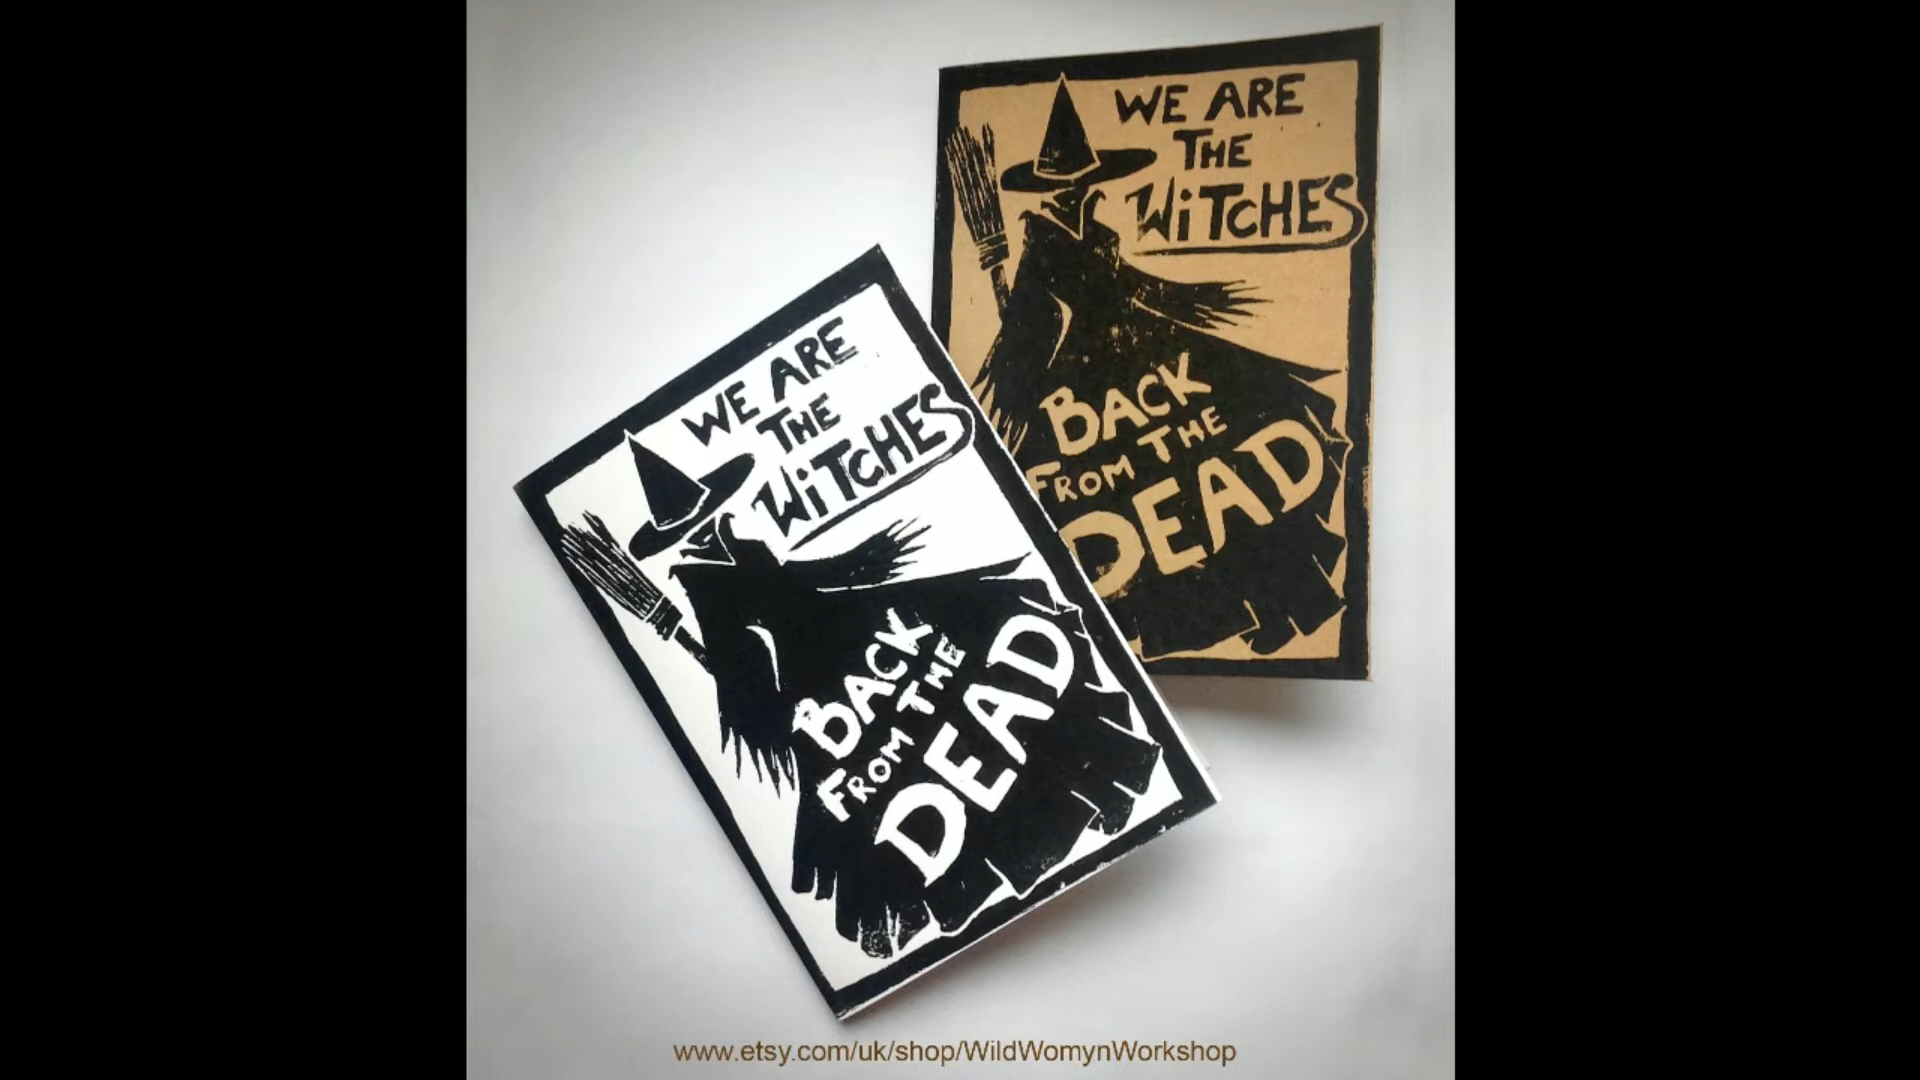 WE ARE
THE
WiTCHES
BACK
FROM THE
DEAD
WE ARE
THE
WiTCHES
BACK
FROM THE
DEAD
www.etsy.com/uk/shop/WildWomynWorkshop